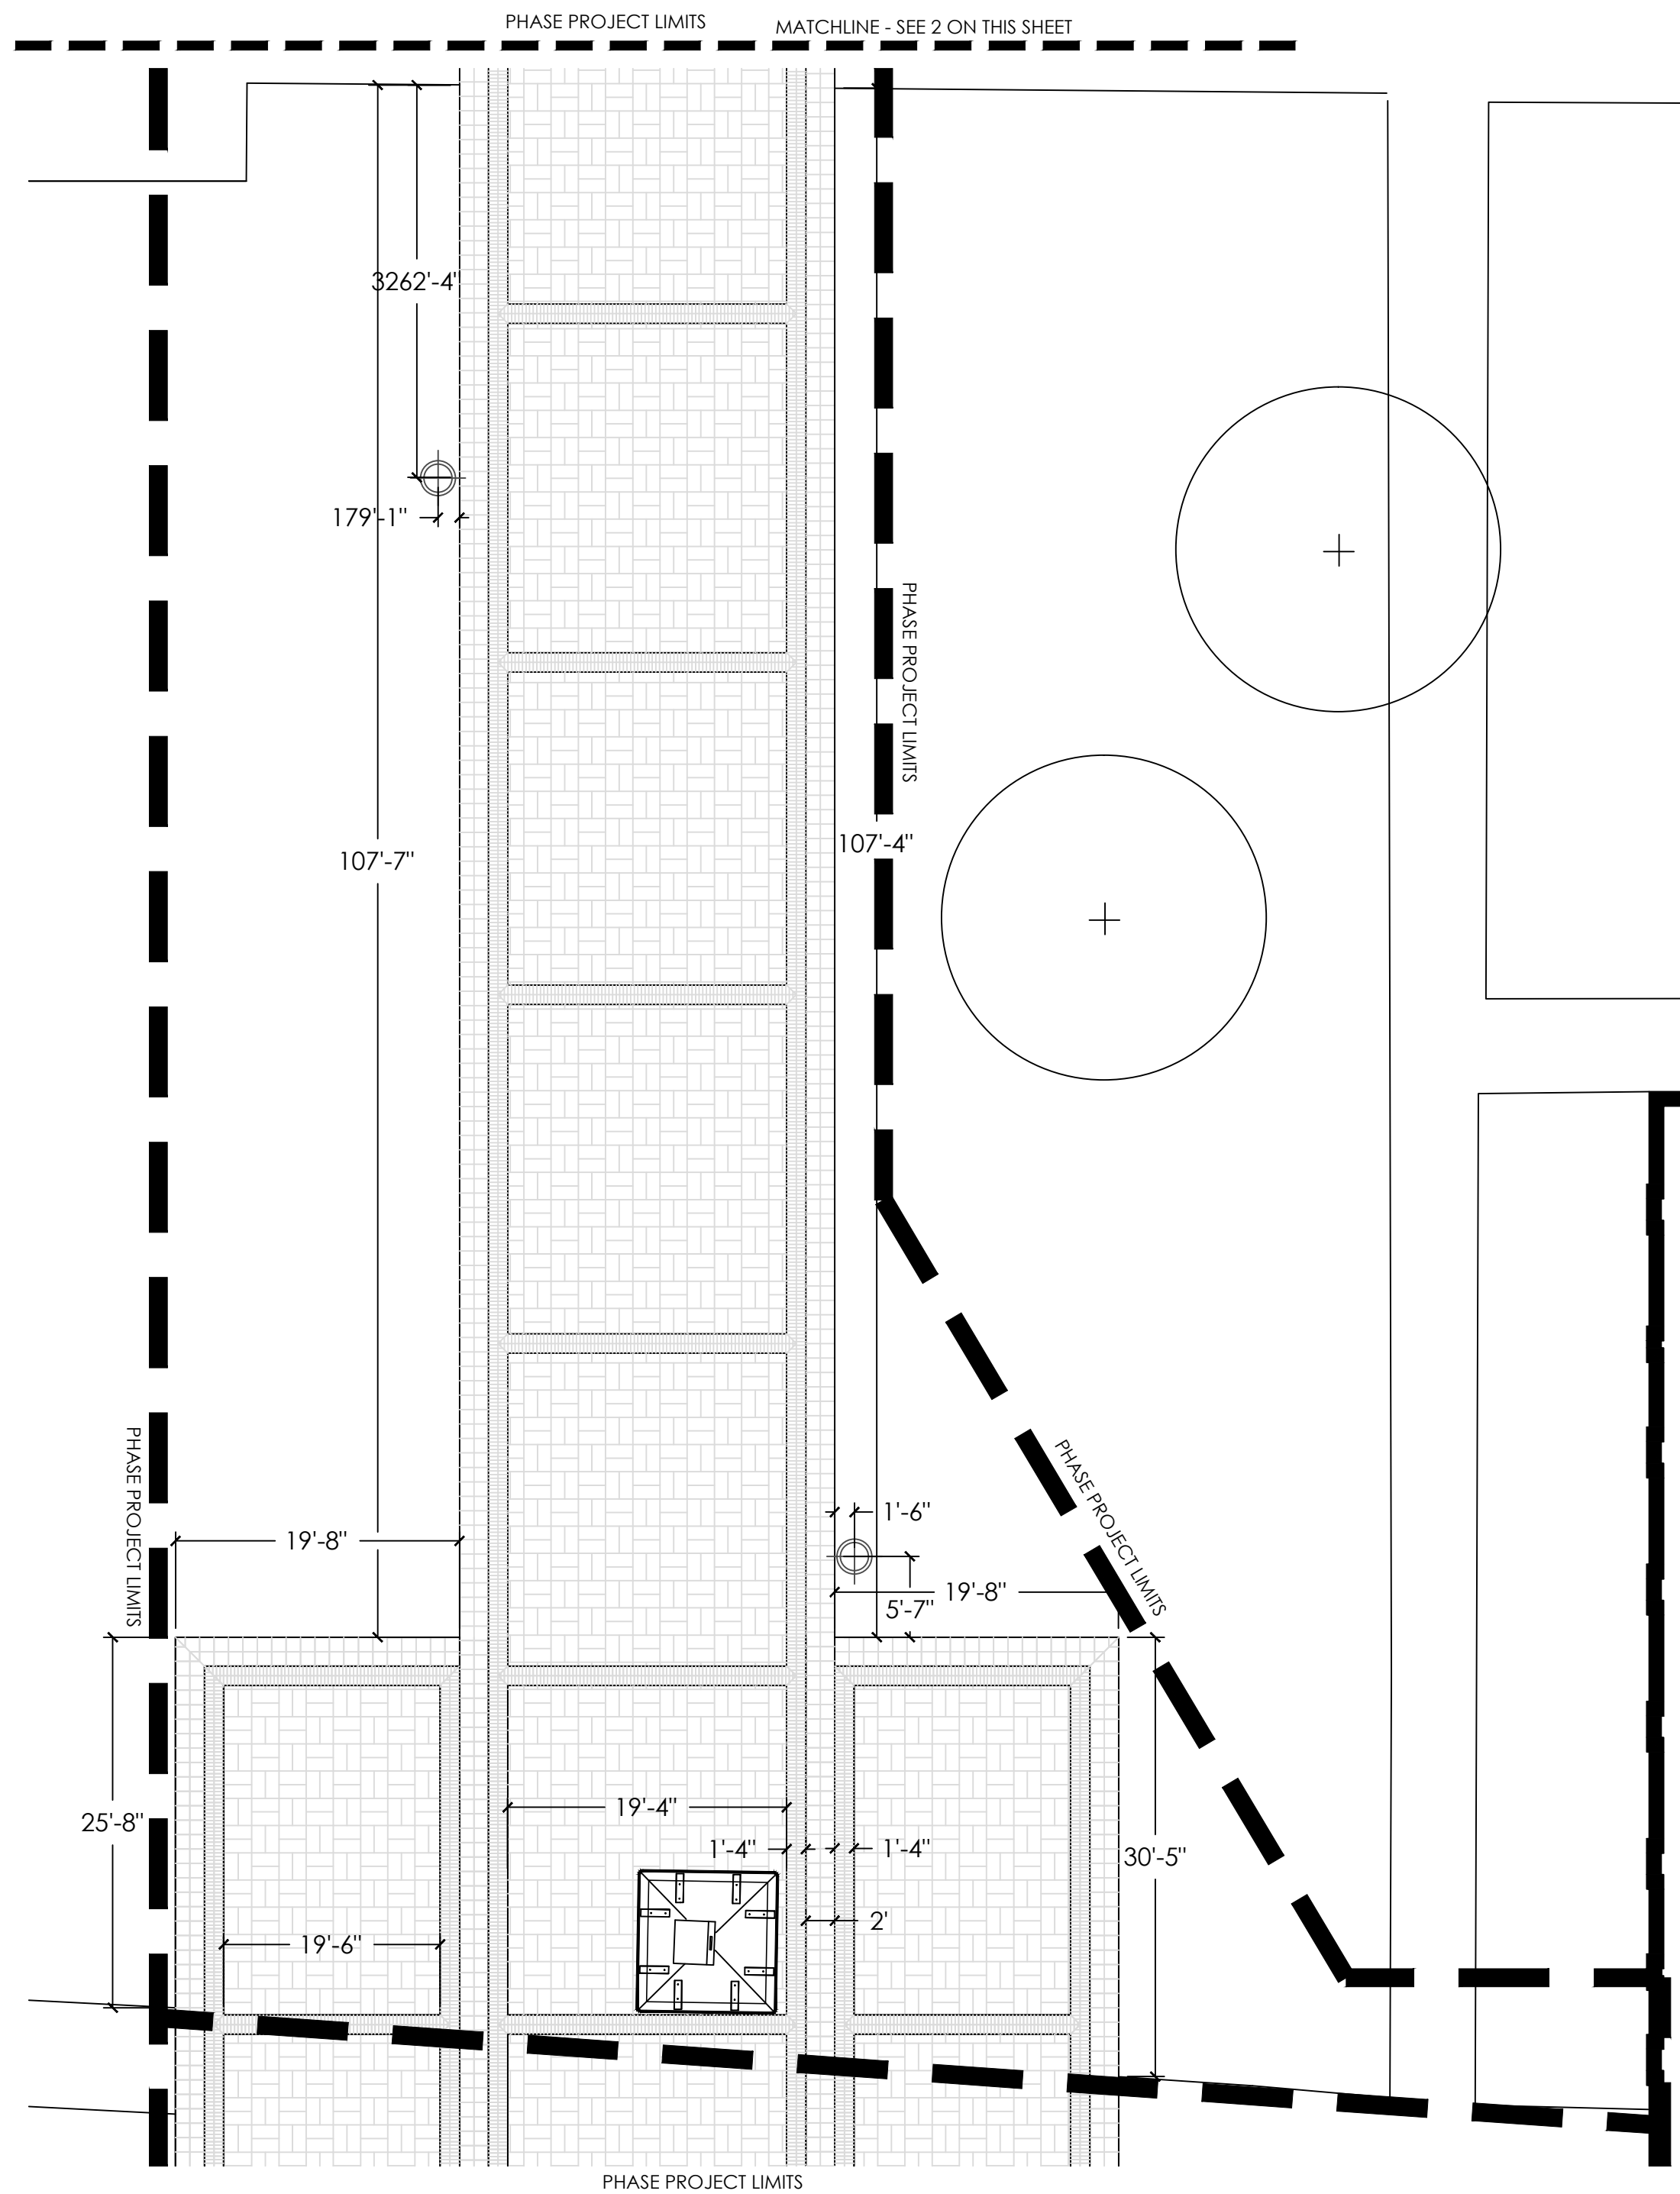 PHASE PROJECT LIMITS
MATCHLINE - SEE 2 ON THIS SHEET
3262'-4"
179'-1"
PHASE PROJECT LIMITS
107'-4"
107'-7"
PHASE PROJECT LIMITS
PHASE PROJECT LIMITS
1'-6"
19'-8"
19'-8"
5'-7"
19'-4"
25'-8"
1'-4"
1'-4"
30'-5"
2'
19'-6"
PHASE PROJECT LIMITS